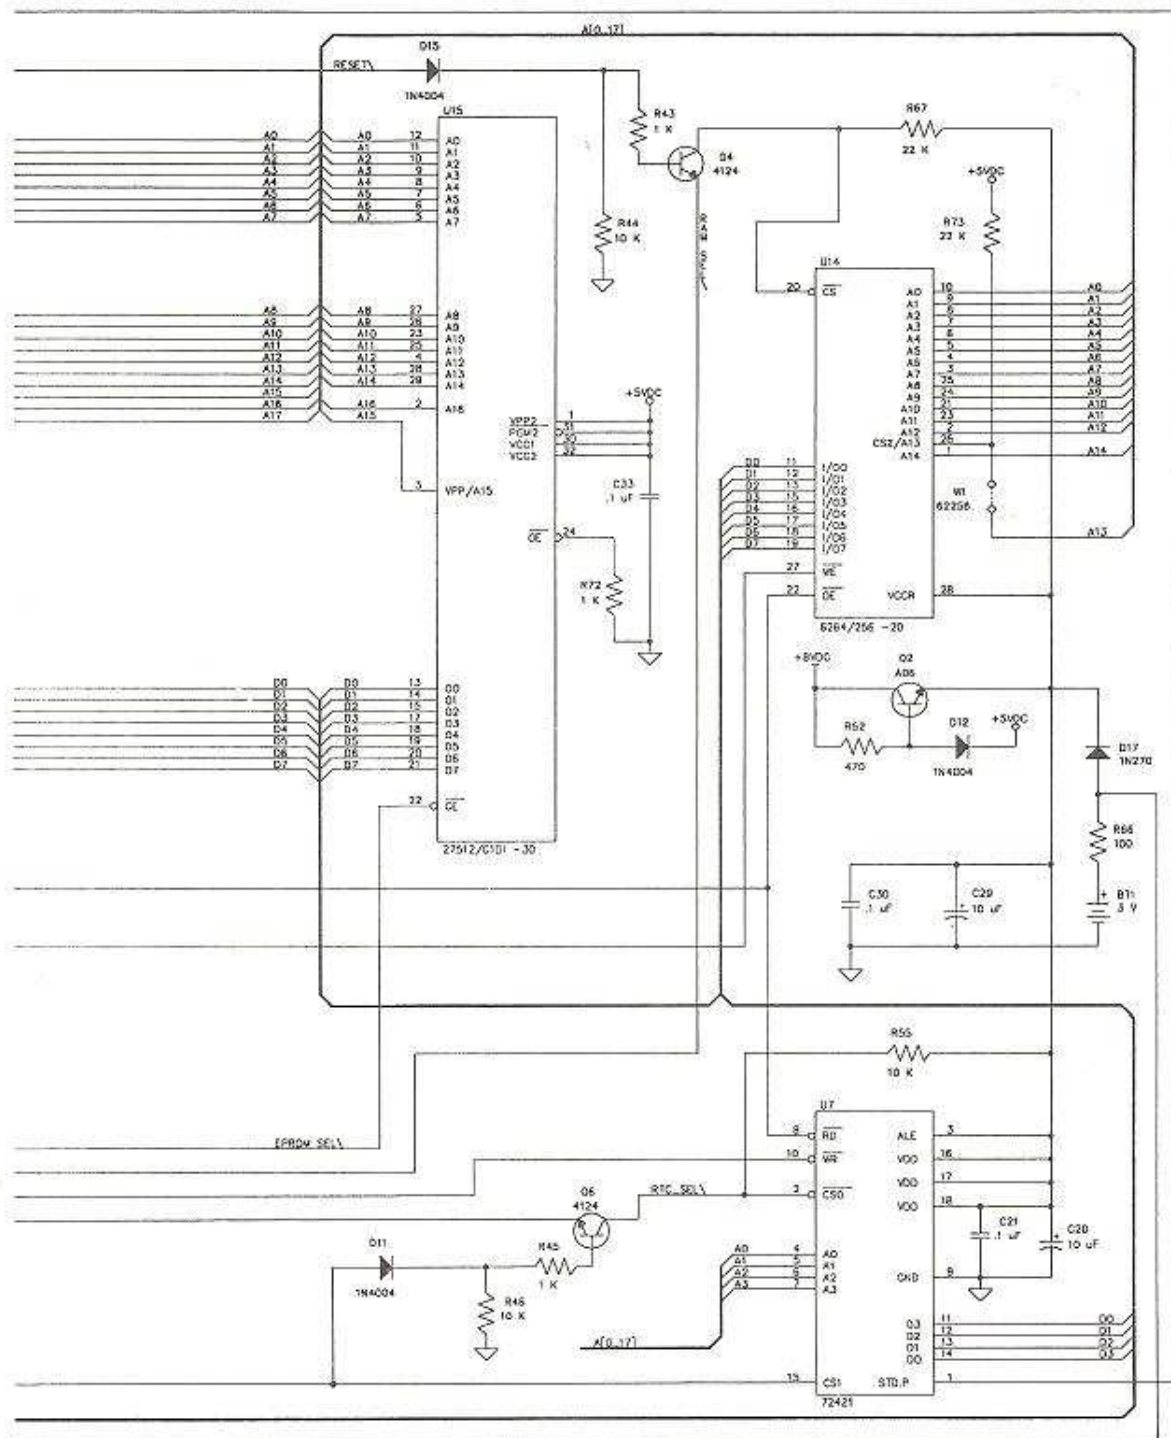 A[0..17]
RESET\
D13
1N4004
U15
R43
1 K
Q4
4124
R67
22 K
+5VDC
R73
22 K
R44
10 K
RAM_SEL\
U14
A0 A0 12 A0
A1 A1 11 A1
A2 A2 10 A2
A3 A3 9 A3
A4 A4 8 A4
A5 A5 7 A5
A6 A6 6 A6
A7 A7 5 A7
A8 A8 27 A8
A9 A9 26 A9
A10 A10 23 A10
A11 A11 25 A11
A12 A12 4 A12
A13 A13 28 A13
A14 A14 29 A14
A15
A16 A16 2 A16
A17 A15
3 VPP/A15
VPP2 1
PGM2 31
VCC1 30
VCC2 32
+5VDC
C33
.1 uF
OE 24
R72
1 K
20 CS
A0 10 A0
A1 9 A1
A2 8 A2
A3 7 A3
A4 6 A4
A5 5 A5
A6 4 A6
A7 3 A7
A8 25 A8
A9 24 A9
A10 21 A10
A11 23 A11
A12 2 A12
CS2/A13 26
A14 1 A14
D0 11 I/O0
D1 12 I/O1
D2 13 I/O2
D3 15 I/O3
D4 16 I/O4
D5 17 I/O5
D6 18 I/O6
D7 19 I/O7
W1
62256
A13
27 WE
22 OE
VCCR 28
6264/256 -20
+8VDC
Q2
A06
R52
470
D12
1N4004
+5VDC
D17
1N270
R66
100
BT1
3 V
D0 D0 13 D0
D1 D1 14 D1
D2 D2 15 D2
D3 D3 17 D3
D4 D4 18 D4
D5 D5 19 D5
D6 D6 20 D6
D7 D7 21 D7
22 CE
27512/C101 -30
C30
.1 uF
C29
10 uF
R55
10 K
U7
EPROM_SEL\
8 RD
10 WR
2 CS0
ALE 3
VDD 16
VDD 17
VDD 18
RTC_SEL\
Q6
4124
D11
1N4004
R45
1 K
R46
10 K
C21
.1 uF
C20
10 uF
A0 4 A0
A1 5 A1
A2 6 A2
A3 7 A3
GND 9
A[0..17]
D3 11 D0
D2 12 D1
D1 13 D2
D0 14 D3
15 CS1
STD.P 1
72421